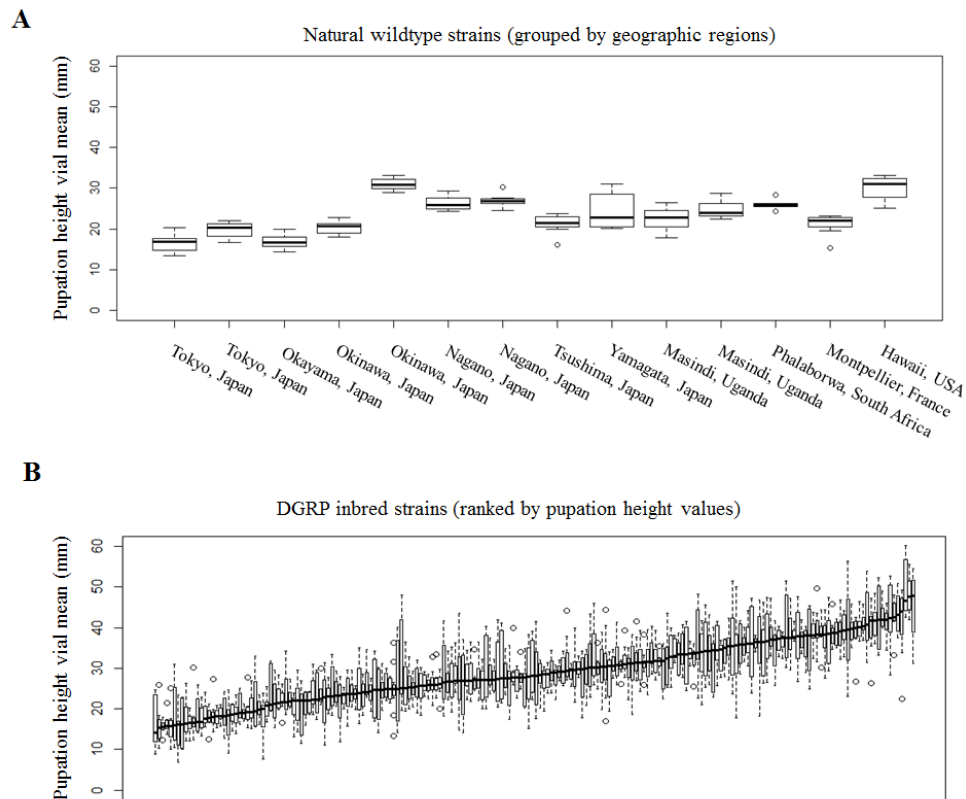 A
Natural wildtype strains (grouped by geographic regions)
Pupation height vial mean (mm)
60
50
40
30
20
10
0
Tokyo, Japan
Tokyo, Japan
Okayama, Japan
Okinawa, Japan
Okinawa, Japan
Nagano, Japan
Nagano, Japan
Tsushima, Japan
Yamagata, Japan
Masindi, Uganda
Masindi, Uganda
Phalaborwa, South Africa
Montpellier, France
Hawaii, USA
B
DGRP inbred strains (ranked by pupation height values)
Pupation height vial mean (mm)
60
50
40
30
20
10
0